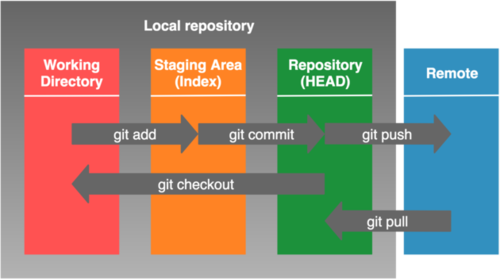 Local repository
Working
Directory
Staging Area
(Index)
Repository
(HEAD)
Remote
git add
git commit
git push
git checkout
git pull